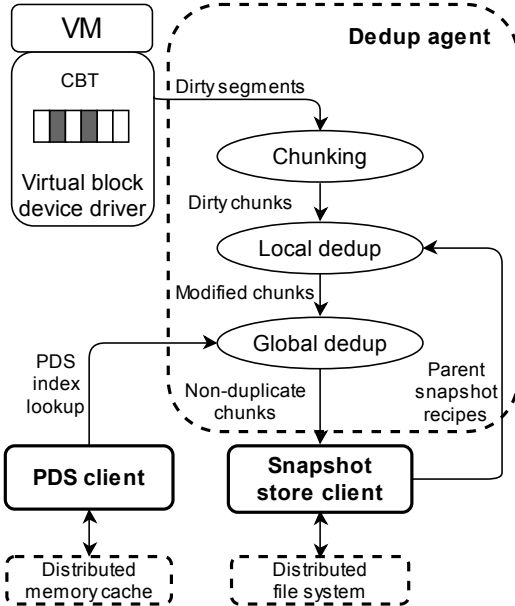 VM
Dedup agent
CBT
Dirty segments
Virtual block
device driver
Chunking
Dirty chunks
Local dedup
Modified chunks
Global dedup
PDS
index
lookup
Non-duplicate
chunks
Parent
snapshot
recipes
PDS client
Snapshot
store client
Distributed
memory cache
Distributed
file system